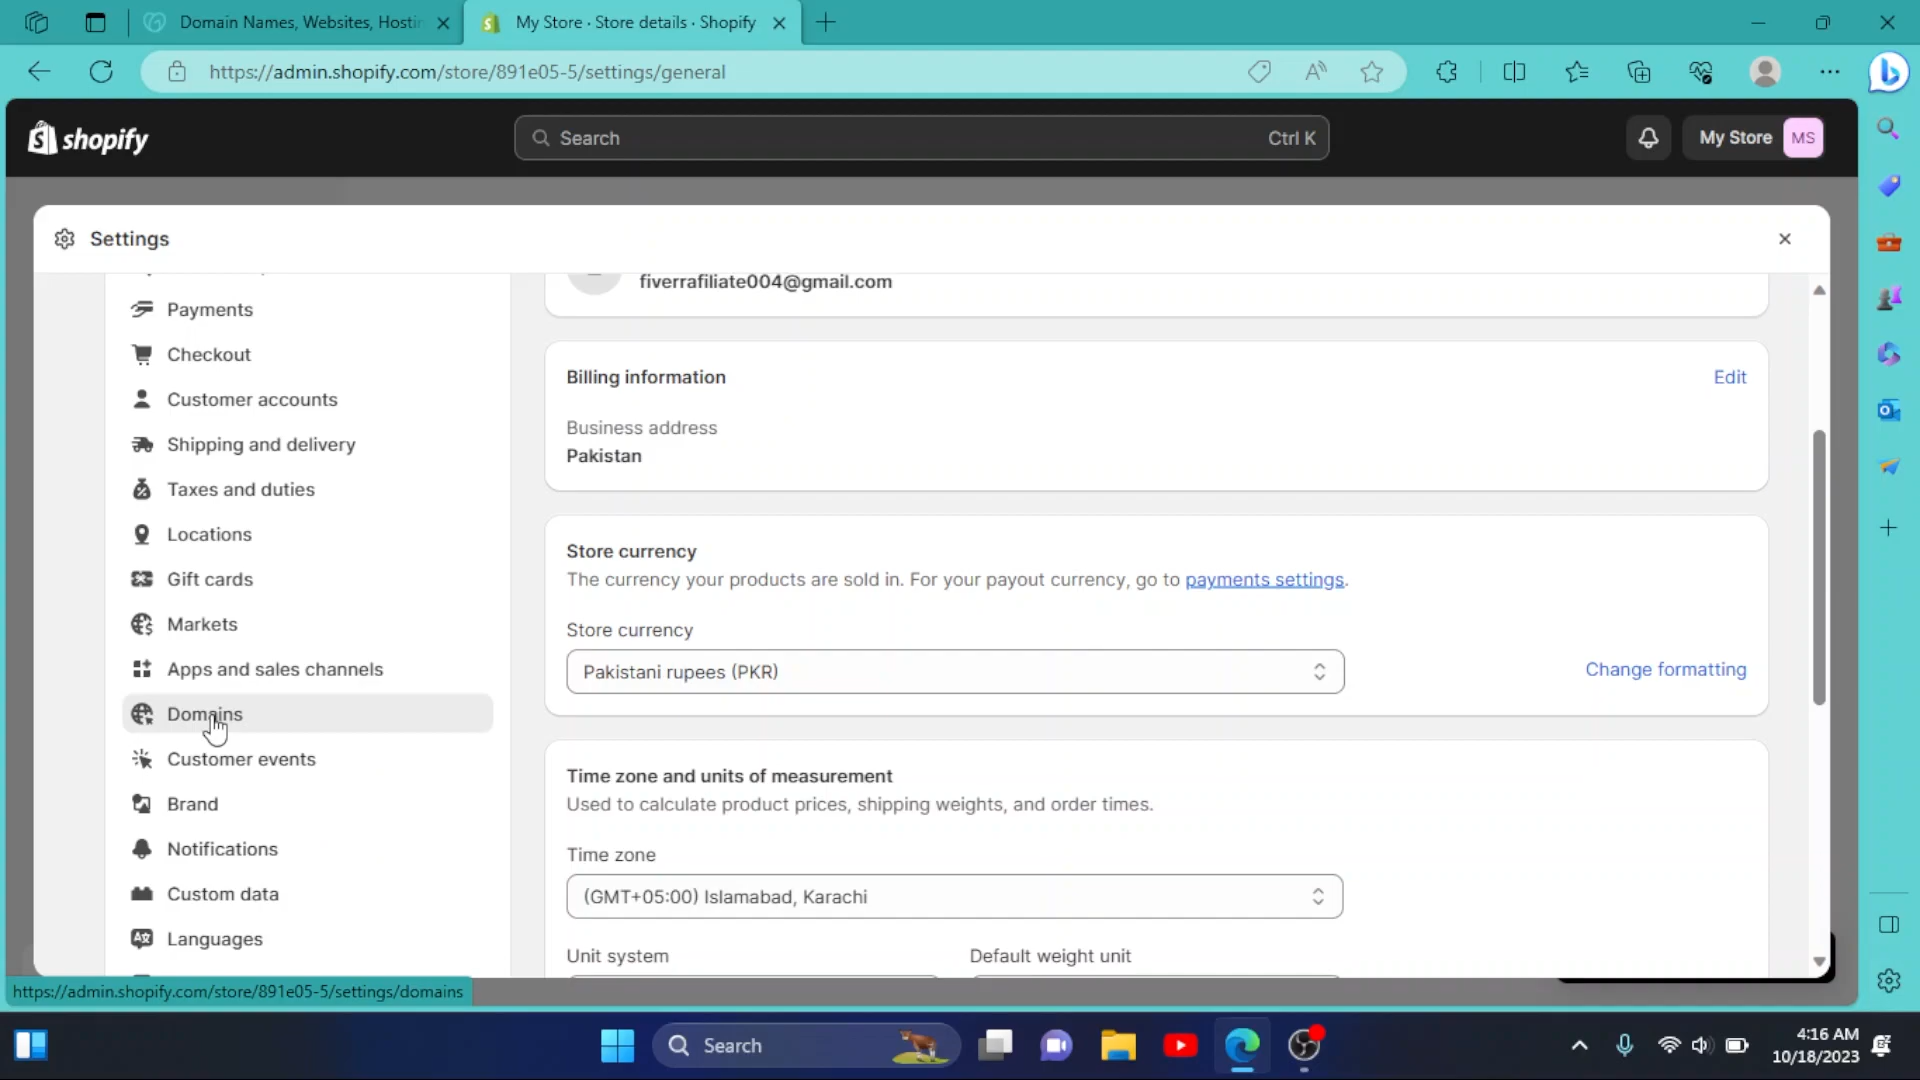 Domain Names, Websites, Hostin
My Store · Store details · Shopify
https://admin.shopify.com/store/891e05-5/settings/general
shopify
Search
Ctrl K
My Store
MS
Settings
Payments
Checkout
Customer accounts
Shipping and delivery
Taxes and duties
Locations
Gift cards
Markets
Apps and sales channels
Domains
Customer events
Brand
Notifications
Custom data
Languages
fiverrafiliate004@gmail.com
Billing information
Edit
Business address
Pakistan
Store currency
The currency your products are sold in. For your payout currency, go to payments settings.
Store currency
Pakistani rupees (PKR)
Change formatting
Time zone and units of measurement
Used to calculate product prices, shipping weights, and order times.
Time zone
(GMT+05:00) Islamabad, Karachi
Unit system
Default weight unit
https://admin.shopify.com/store/891e05-5/settings/domains
Search
4:16 AM
10/18/2023